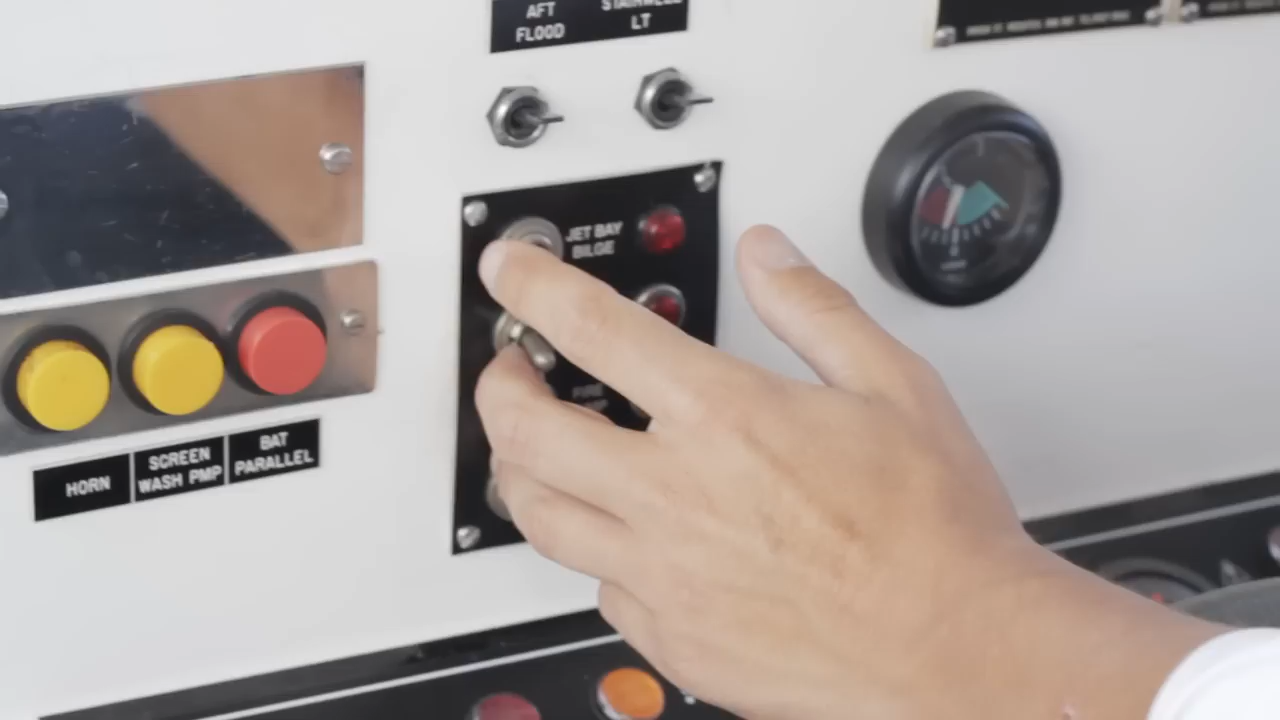 AFT
FLOOD
STAIRWELL
LT
JET BAY
BILGE
HORN
SCREEN
WASH PMP
BAT
PARALLEL